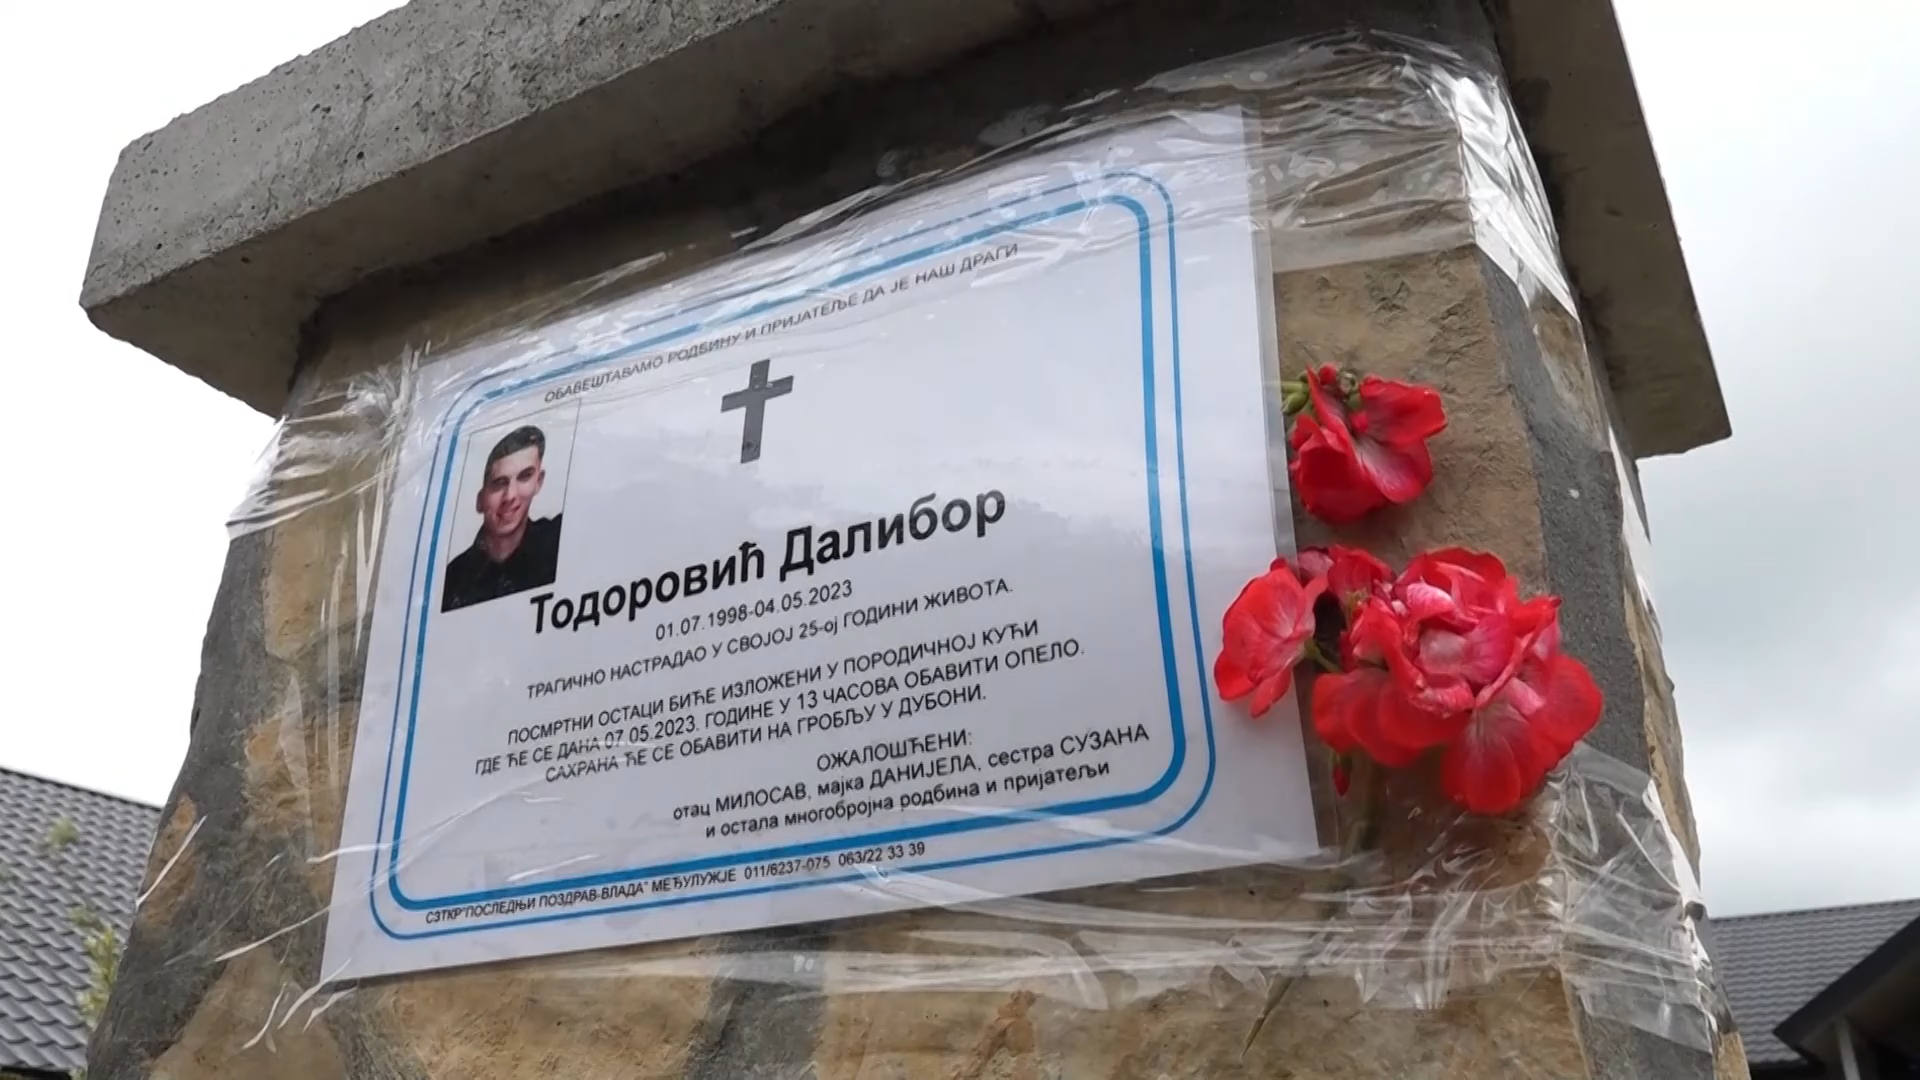 ОБАВЕШТАВАМО РОДБИНУ И ПРИЈАТЕЉЕ ДА ЈЕ НАШ ДРАГИ
Тодоровић Далибор
01.07.1998-04.05.2023
ТРАГИЧНО НАСТРАДАО У СВОЈОЈ 25-ој ГОДИНИ ЖИВОТА.
ПОСМРТНИ ОСТАЦИ БИЋЕ ИЗЛОЖЕНИ У ПОРОДИЧНОЈ КУЋИ
ГДЕ ЋЕ СЕ ДАНА 07.05.2023. ГОДИНЕ У 13 ЧАСОВА ОБАВИТИ ОПЕЛО.
САХРАНА ЋЕ СЕ ОБАВИТИ НА ГРОБЉУ У ДУБОНИ.
ОЖАЛОШЋЕНИ:
отац МИЛОСАВ, мајка ДАНИЈЕЛА, сестра СУЗАНА
и остала многобројна родбина и пријатељи
СЗТКР"ПОСЛЕДЊИ ПОЗДРАВ-ВЛАДА" МЕЂУЛУЖЈЕ 011/6237-075 063/22 33 39